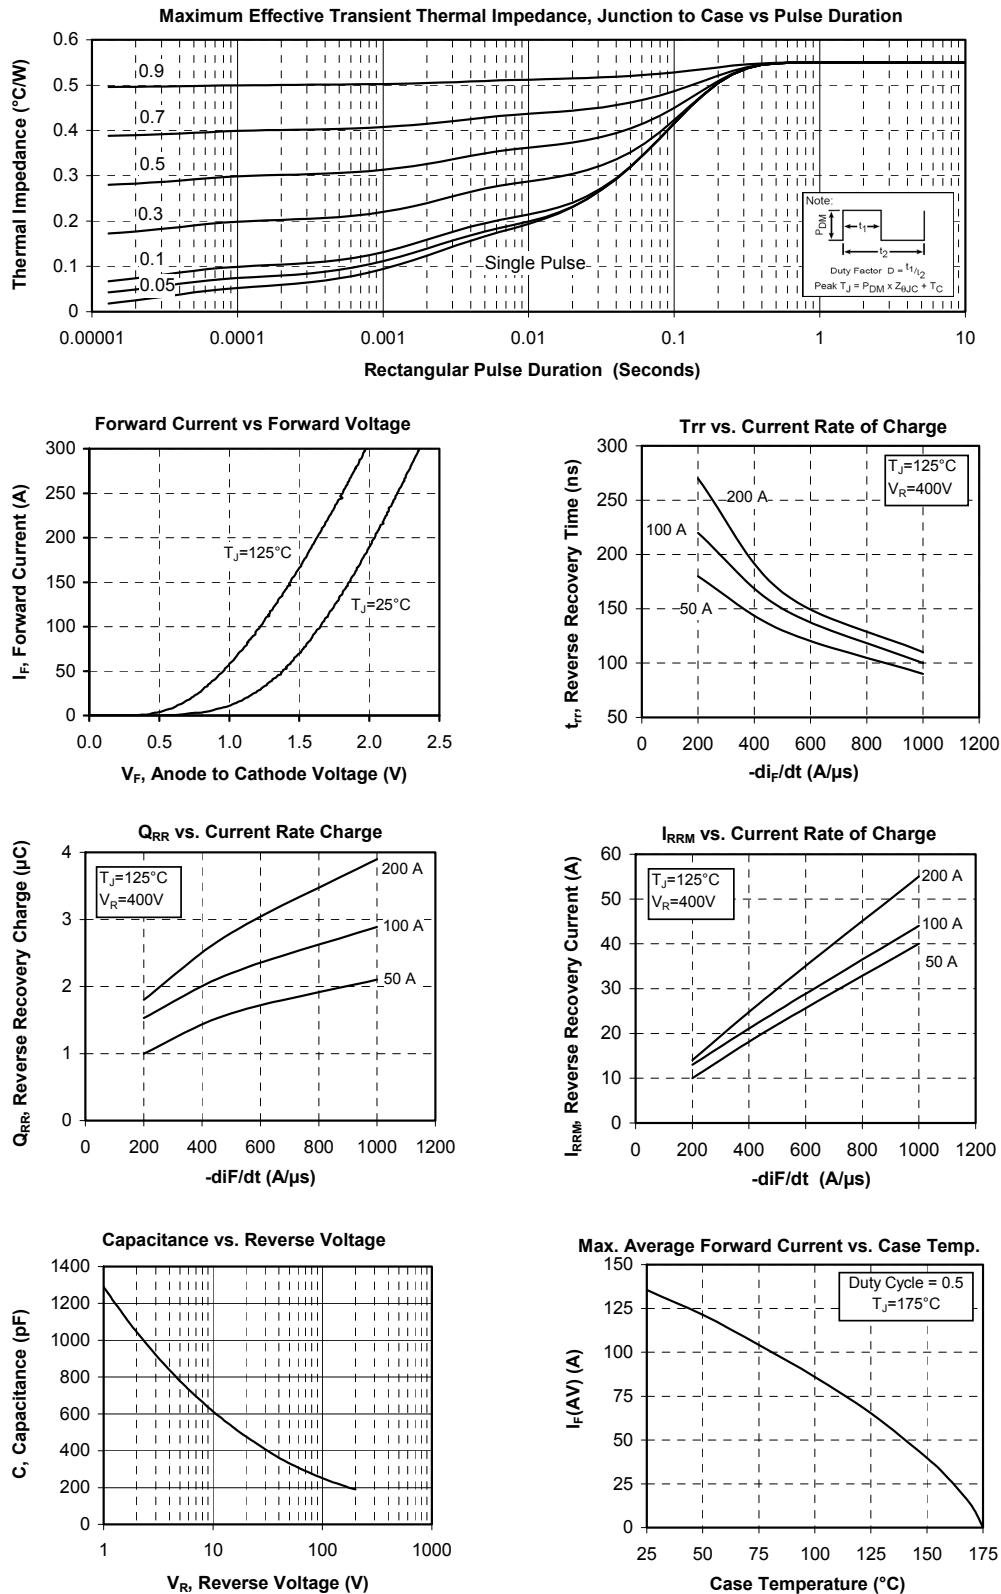 Maximum Effective Transient Thermal Impedance, Junction to Case vs Pulse Duration
Thermal Impedance (°C/W)
0.6
0.5
0.4
0.3
0.2
0.1
0
0.9
0.7
0.5
0.3
0.1
0.05
Single Pulse
Note:
PDM
t1
t2
Duty Factor D = t1/t2
Peak TJ = PDM x ZθJC + TC
0.00001 0.0001 0.001 0.01 0.1 1 10
Rectangular Pulse Duration (Seconds)
Forward Current vs Forward Voltage
IF, Forward Current (A)
300
250
200
150
100
50
0
TJ=125°C
TJ=25°C
0.0 0.5 1.0 1.5 2.0 2.5
VF, Anode to Cathode Voltage (V)
Trr vs. Current Rate of Charge
trr, Reverse Recovery Time (ns)
300
250
200
150
100
50
TJ=125°C
VR=400V
200 A
100 A
50 A
0 200 400 600 800 1000 1200
-diF/dt (A/µs)
QRR vs. Current Rate Charge
QRR, Reverse Recovery Charge (µC)
4
3
2
1
0
TJ=125°C
VR=400V
200 A
100 A
50 A
0 200 400 600 800 1000 1200
-diF/dt (A/µs)
IRRM vs. Current Rate of Charge
IRRM, Reverse Recovery Current (A)
60
50
40
30
20
10
0
TJ=125°C
VR=400V
200 A
100 A
50 A
0 200 400 600 800 1000 1200
-diF/dt (A/µs)
Capacitance vs. Reverse Voltage
C, Capacitance (pF)
1400
1200
1000
800
600
400
200
0
1 10 100 1000
VR, Reverse Voltage (V)
Max. Average Forward Current vs. Case Temp.
IF(AV) (A)
150
125
100
75
50
25
0
Duty Cycle = 0.5
TJ=175°C
25 50 75 100 125 150 175
Case Temperature (°C)